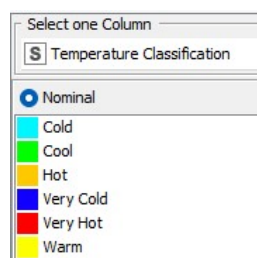 Select one Column
S Temperature Classification
Nominal
Cold
Cool
Hot
Very Cold
Very Hot
Warm